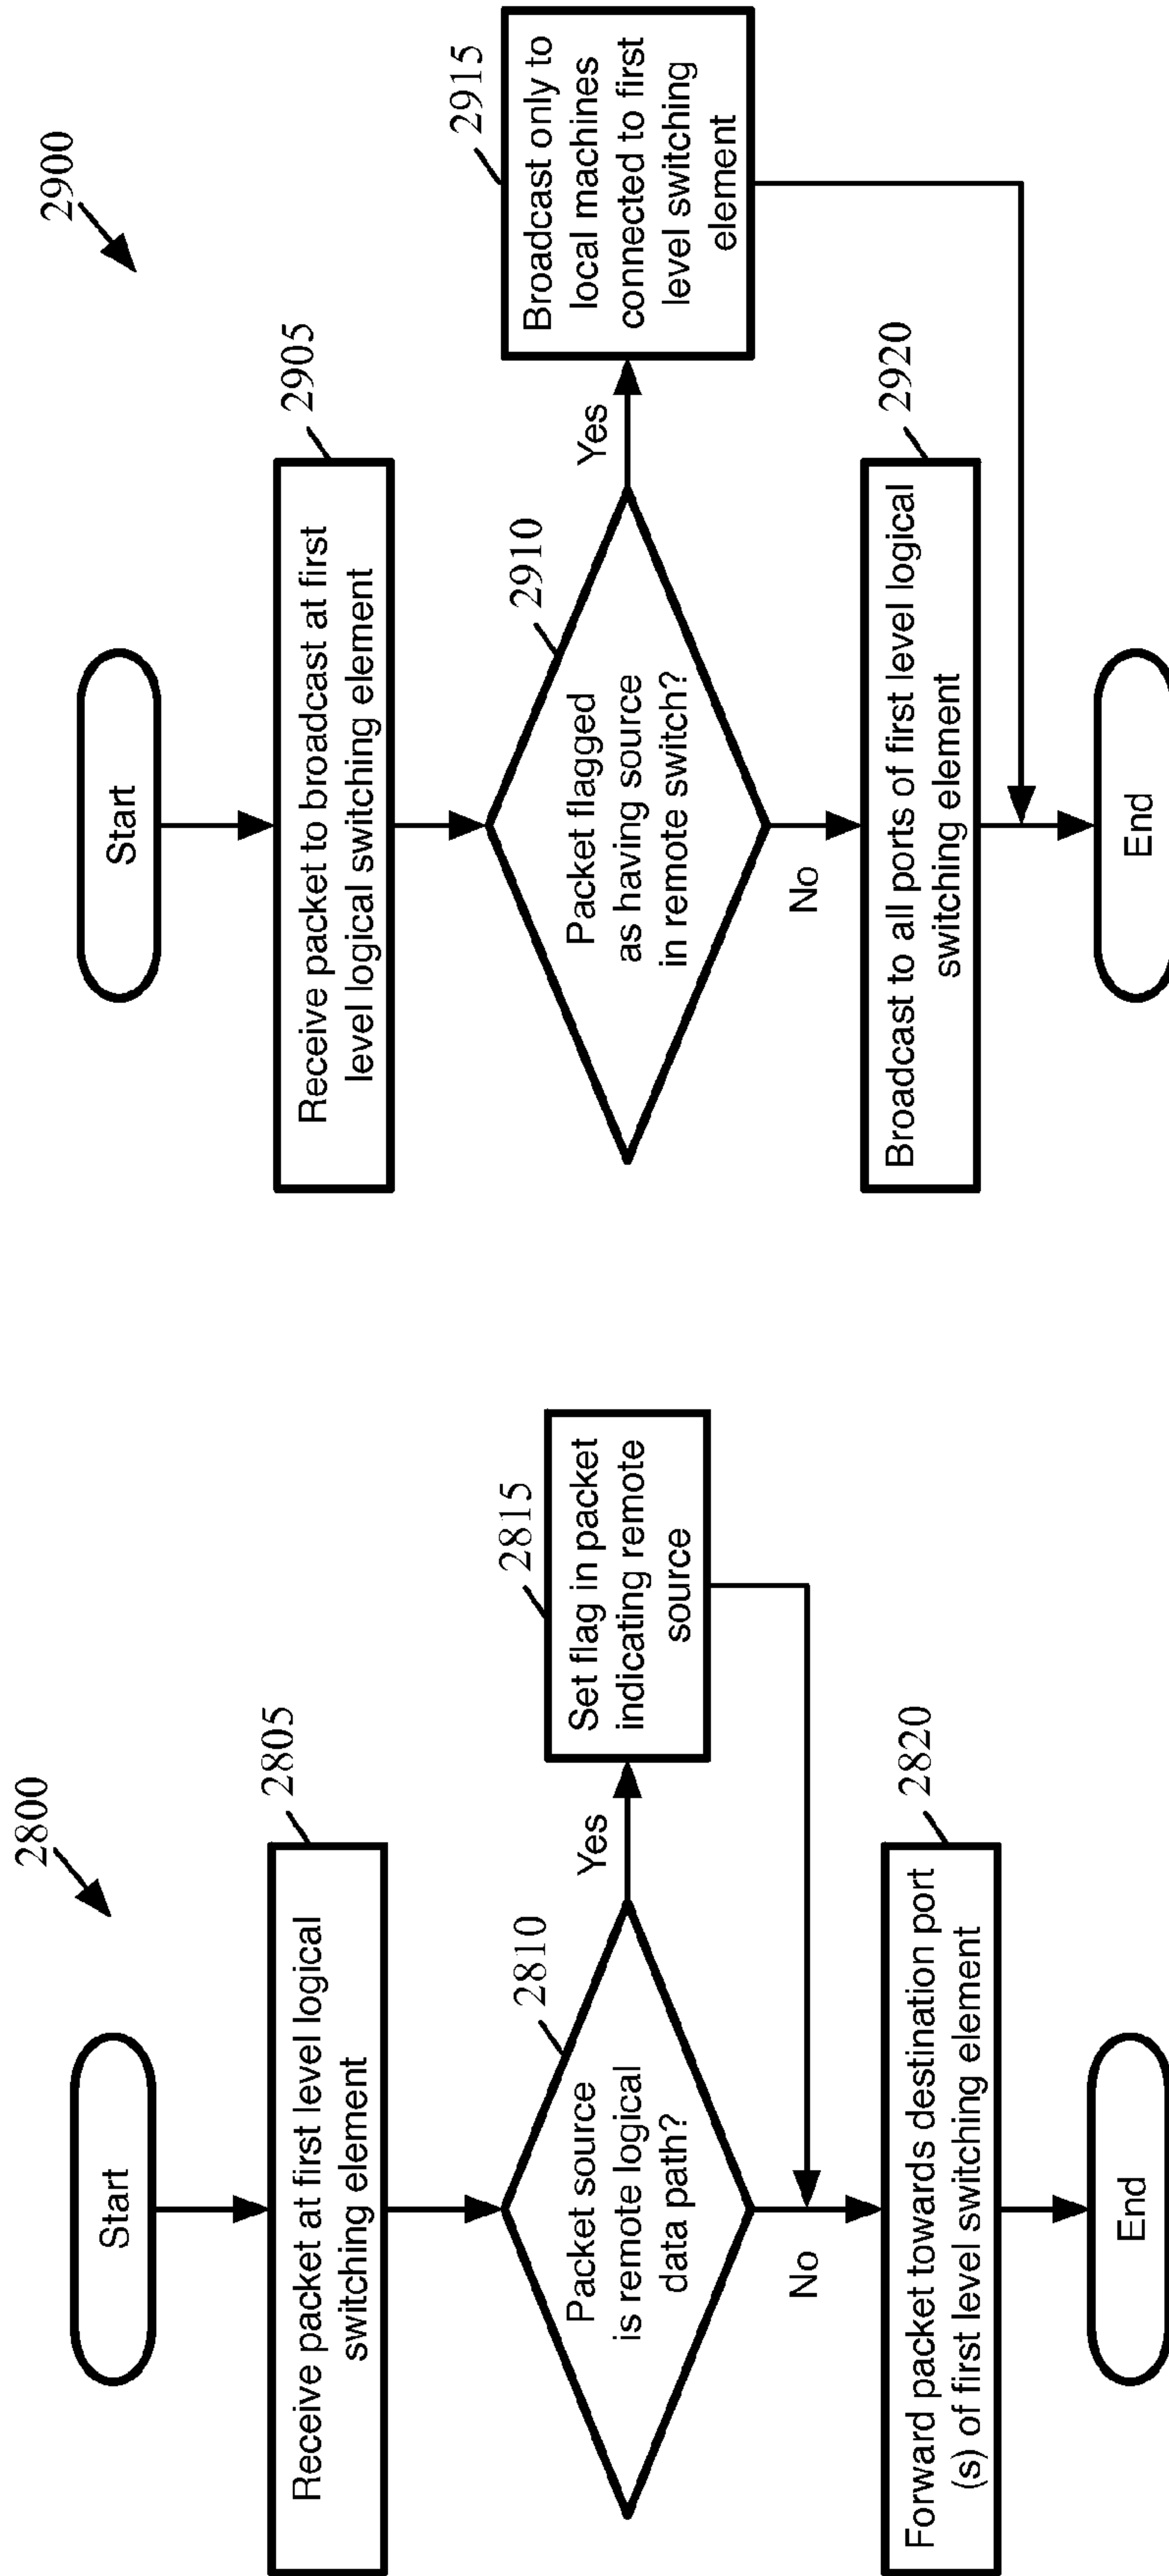 2800
Start
2805
Receive packet at first level logical
switching element
2810
Packet source
is remote logical
data path?
Yes
2815
Set flag in packet
indicating remote
source
No
2820
Forward packet towards destination port
(s) of first level switching element
End
2900
Start
2905
Receive packet to broadcast at first
level logical switching element
2910
Packet flagged
as having source
in remote switch?
Yes
2915
Broadcast only to
local machines
connected to first
level switching
element
No
2920
Broadcast to all ports of first level logical
switching element
End